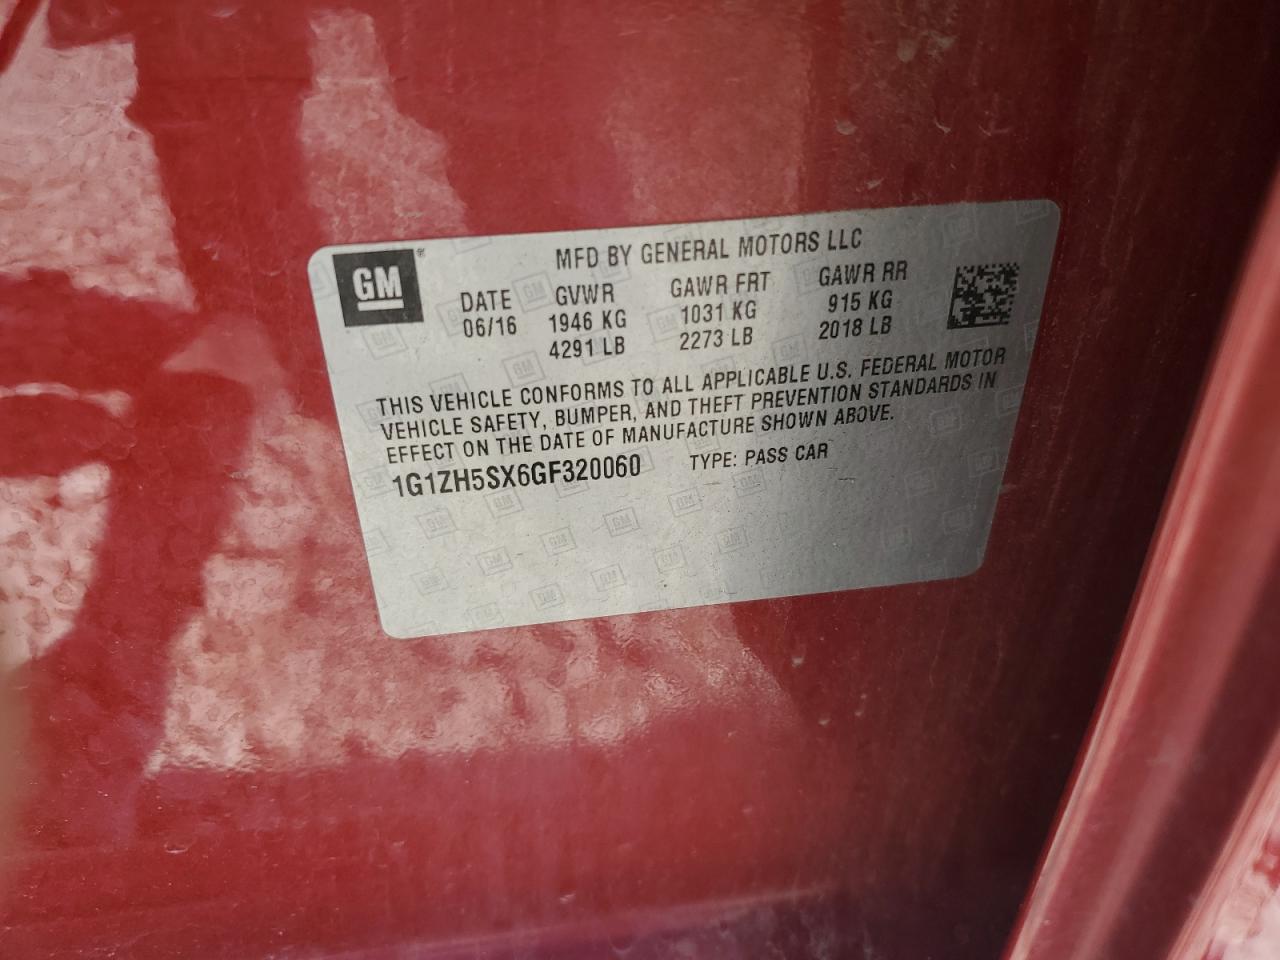 GM®
MFD BY GENERAL MOTORS LLC
DATE GVWR GAWR FRT GAWR RR
06/16 1946 KG 1031 KG 915 KG
4291 LB 2273 LB 2018 LB
THIS VEHICLE CONFORMS TO ALL APPLICABLE U.S. FEDERAL MOTOR
VEHICLE SAFETY, BUMPER, AND THEFT PREVENTION STANDARDS IN
EFFECT ON THE DATE OF MANUFACTURE SHOWN ABOVE.
1G1ZH5SX6GF320060 TYPE: PASS CAR